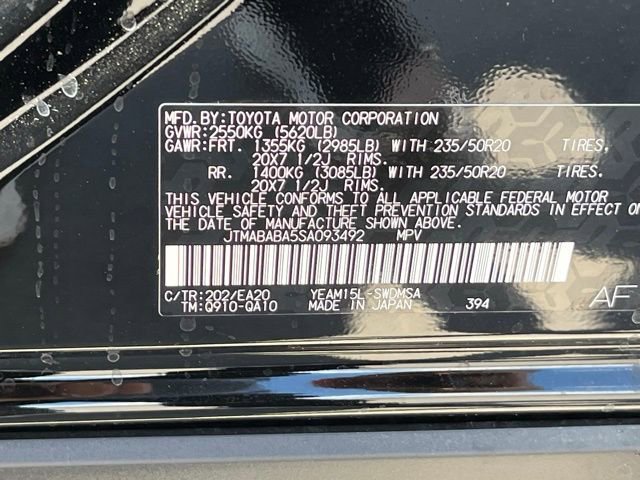 MFD. BY: TOYOTA MOTOR CORPORATION
GVWR: 2550KG (5620LB)
GAWR: FRT. 1355KG (2985LB) WITH 235/50R20 TIRES,
20X7 1/2J RIMS.
RR. 1400KG (3085LB) WITH 235/50R20 TIRES.
20X7 1/2J RIMS.
THIS VEHICLE CONFORMS TO ALL APPLICABLE FEDERAL MOTOR
VEHICLE SAFETY AND THEFT PREVENTION STANDARDS IN EFFECT ON
THE DATE OF MANUFACTURE SHOWN ABOVE.
JTMABABA5SA093492 MPV
C/TR: 202/EA20 YEAM15L-SWDMSA
TM: Q910-QA10 MADE IN JAPAN 394 AF